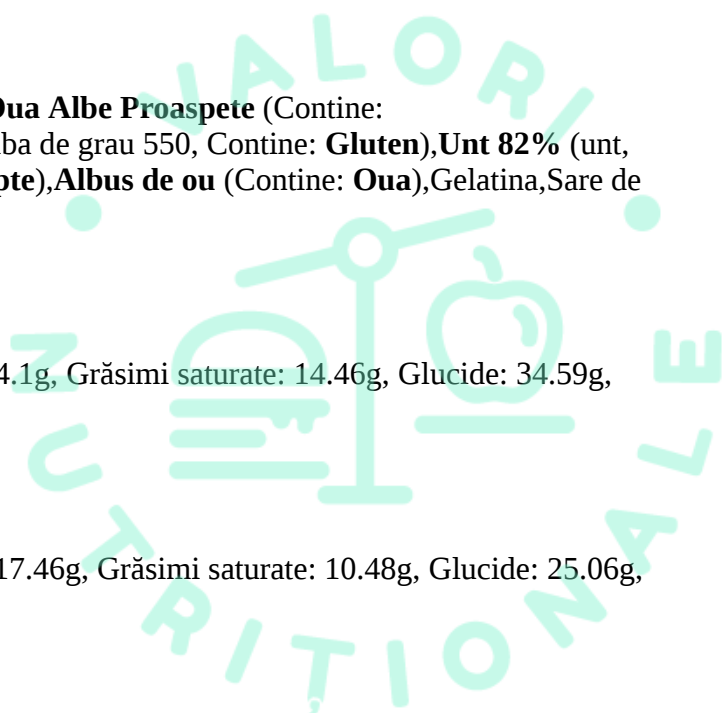 Oua Albe Proaspete (Contine:
ba de grau 550, Contine: Gluten),Unt 82% (unt,
pte),Albus de ou (Contine: Oua),Gelatina,Sare de
4.1g, Grăsimi saturate: 14.46g, Glucide: 34.59g,
17.46g, Grăsimi saturate: 10.48g, Glucide: 25.06g,
VALORI
NUTRIȚIONALE